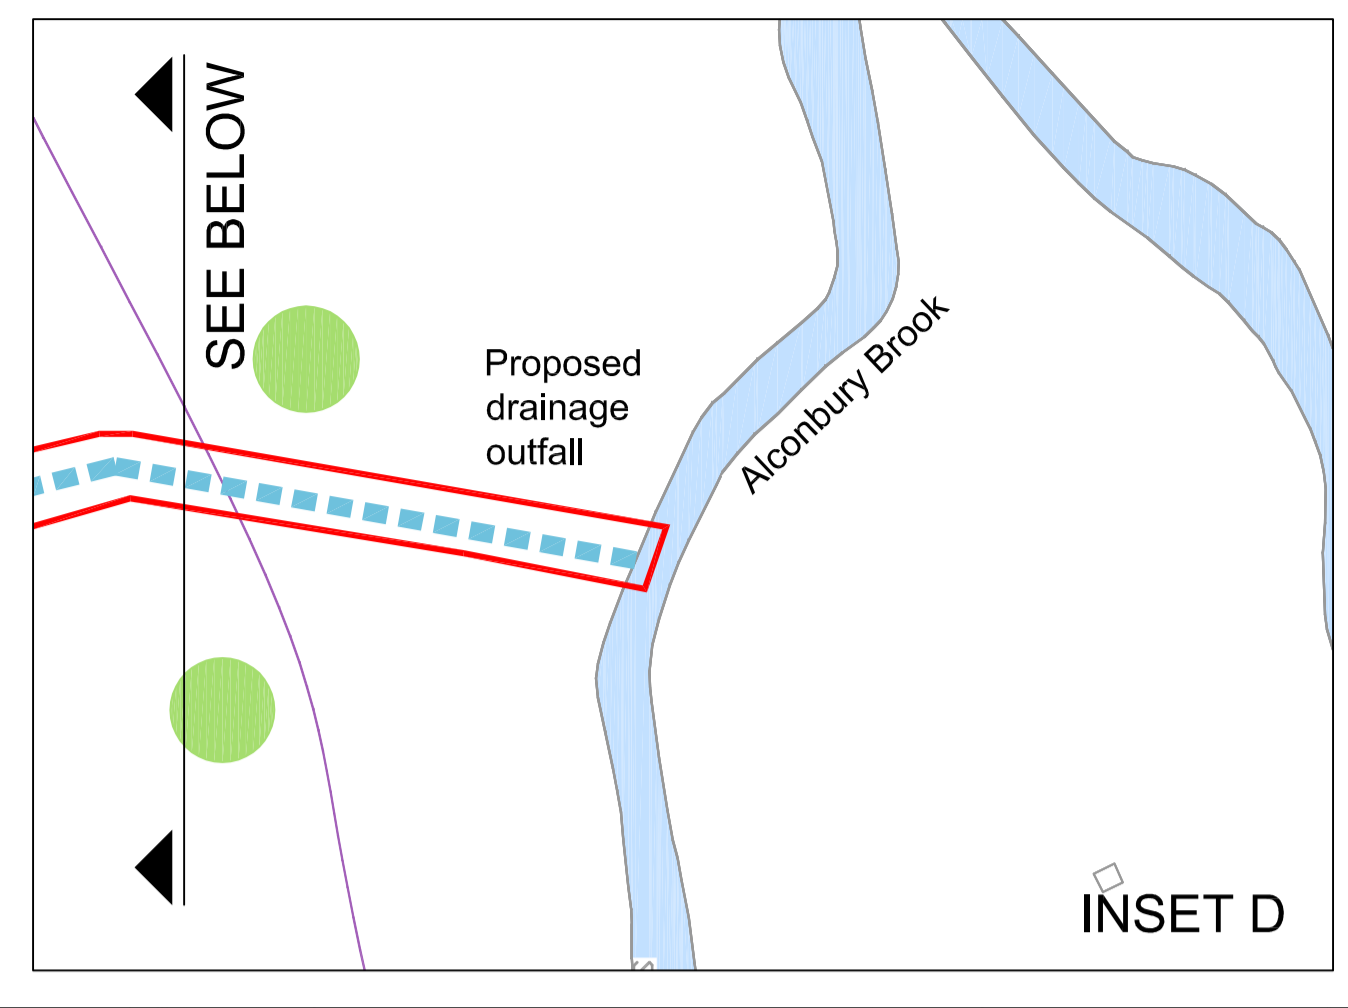 SEE BELOW
Proposed
drainage
outfall
Alconbury Brook
INSET D